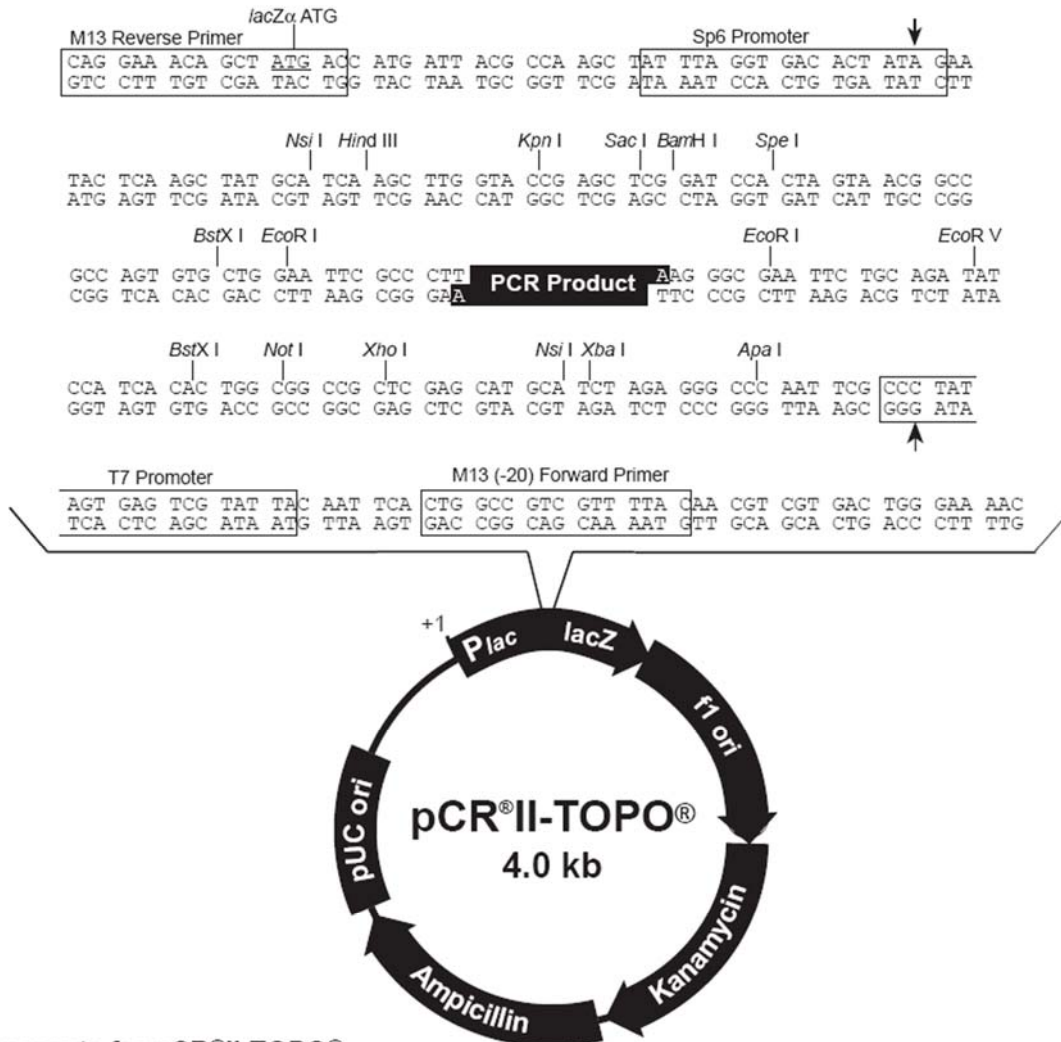 lacZα ATG
M13 Reverse Primer
Sp6 Promoter
CAG GAA ACA GCT ATG ACC ATG ATT ACG CCA AGC TAT TTA GGT GAC ACT ATA GAA
GTC CTT TGT CGA TAC TGG TAC TAA TGC GGT TCG ATA AAT CCA CTG TGA TAT CTT
Nsi I Hind III Kpn I Sac I BamH I Spe I
TAC TCA AGC TAT GCA TCA AGC TTG GTA CCG AGC TCG GAT CCA CTA GTA ACG GCC
ATG AGT TCG ATA CGT AGT TCG AAC CAT GGC TCG AGC CTA GGT GAT CAT TGC CGG
BstX I EcoR I EcoR I EcoR V
GCC AGT GTG CTG GAA TTC GCC CTT AAG GGC GAA TTC TGC AGA TAT
CGG TCA CAC GAC CTT AAG CGG GAA PCR Product TTC CCG CTT AAG ACG TCT ATA
BstX I Not I Xho I Nsi I Xba I Apa I
CCA TCA CAC TGG CGG CCG CTC GAG CAT GCA TCT AGA GGG CCC AAT TCG CCC TAT
GGT AGT GTG ACC GCC GGC GAG CTC GTA CGT AGA TCT CCC GGG TTA AGC GGG ATA
T7 Promoter M13 (-20) Forward Primer
AGT GAG TCG TAT TAC AAT TCA CTG GCC GTC GTT TTA CAA CGT CGT GAC TGG GAA AAC
TCA CTC AGC ATA ATG TTA AGT GAC CGG CAG CAA AAT GTT GCA GCA CTG ACC CTT TTG
+1
Plac
lacZ
f1 ori
Kanamycin
Ampicillin
pUC ori
pCR®II-TOPO®
4.0 kb